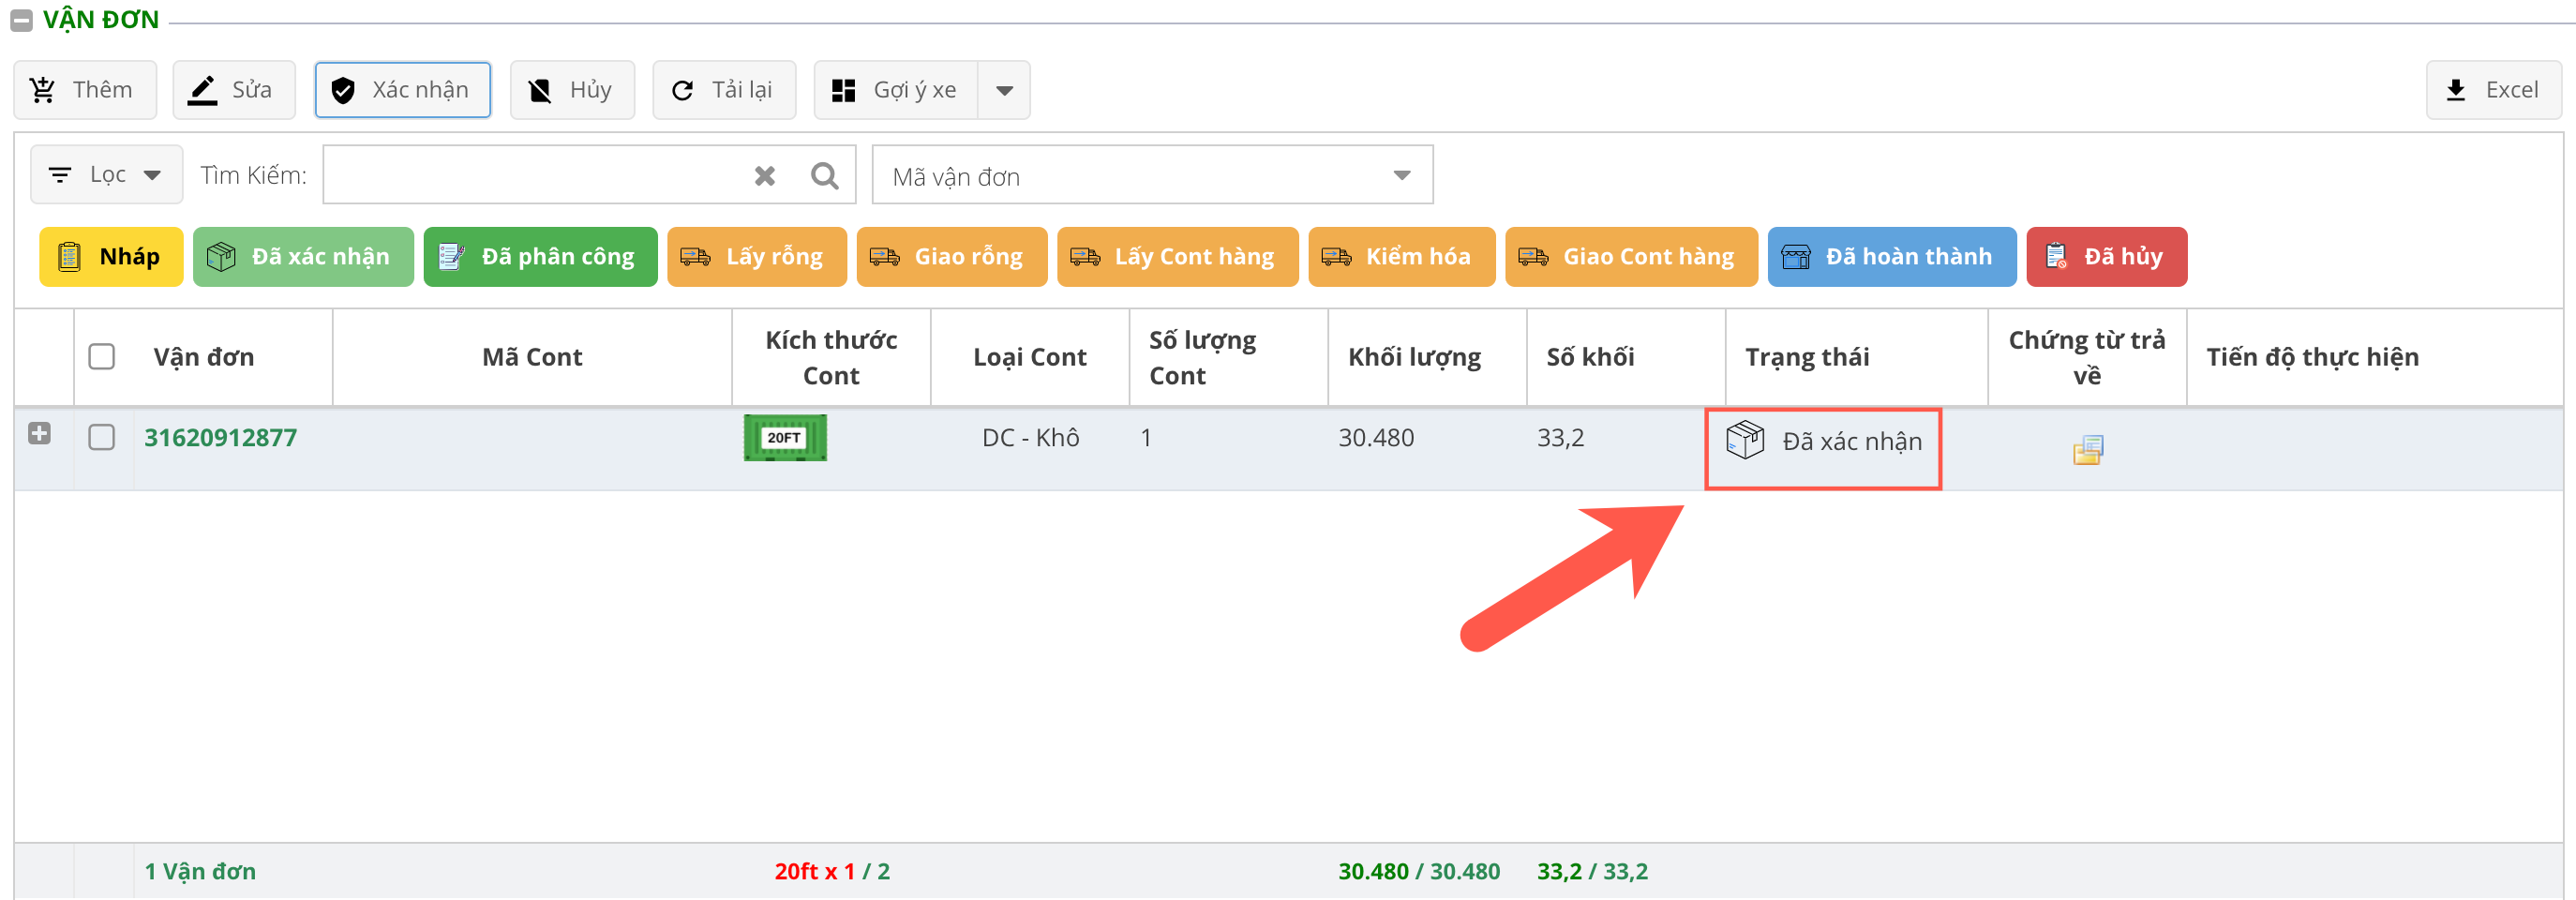 VẬN ĐƠN
Thêm Sửa Xác nhận Hủy Tải lại Gợi ý xe Excel
Lọc Tìm Kiếm: Mã vận đơn
Nháp Đã xác nhận Đã phân công Lấy rỗng Giao rỗng Lấy Cont hàng Kiểm hóa Giao Cont hàng Đã hoàn thành Đã hủy
Vận đơn Mã Cont Kích thước Cont Loại Cont Số lượng Cont Khối lượng Số khối Trạng thái Chứng từ trả về Tiến độ thực hiện
31620912877 20FT DC - Khô 1 30.480 33,2 Đã xác nhận
1 Vận đơn 20ft x 1 / 2 30.480 / 30.480 33,2 / 33,2